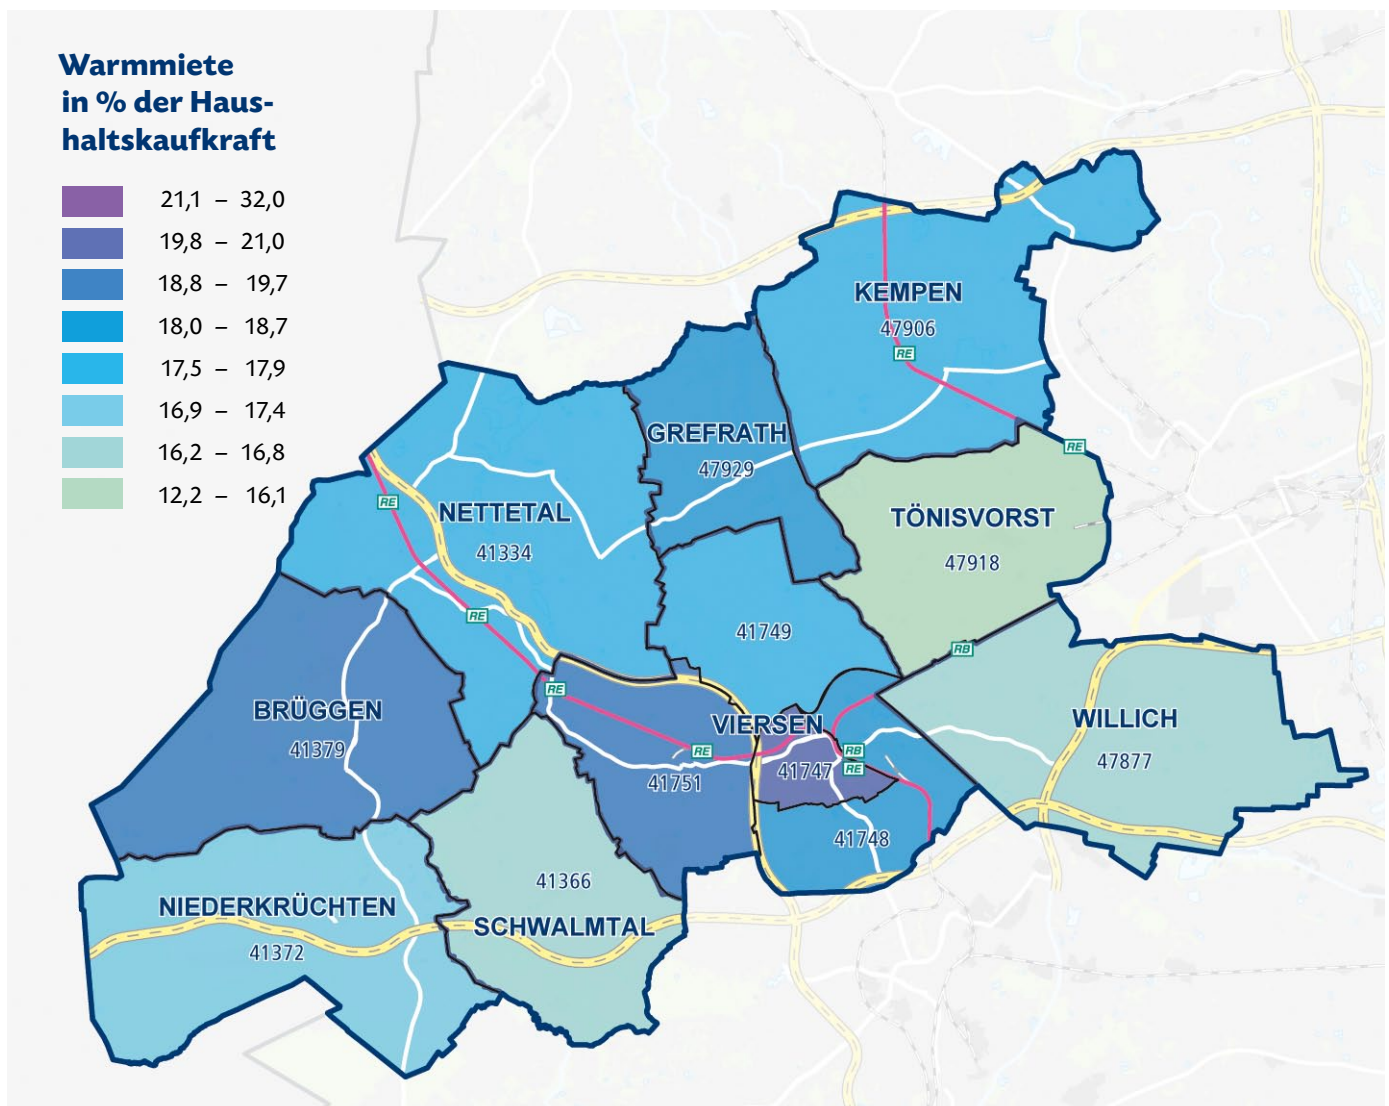 Warmmiete
in % der Haus-
haltskaufkraft
21,1 – 32,0
19,8 – 21,0
18,8 – 19,7
18,0 – 18,7
17,5 – 17,9
16,9 – 17,4
16,2 – 16,8
12,2 – 16,1
KEMPEN
47906
RE
GREFRATH
47929
RE
NETTETAL
41334
RE
TÖNISVORST
47918
RE
41749
RB
RE
BRÜGGEN
41379
VIERSEN
WILLICH
47877
RE
RB
RE
41747
41751
41748
41366
SCHWALMTAL
NIEDERKRÜCHTEN
41372